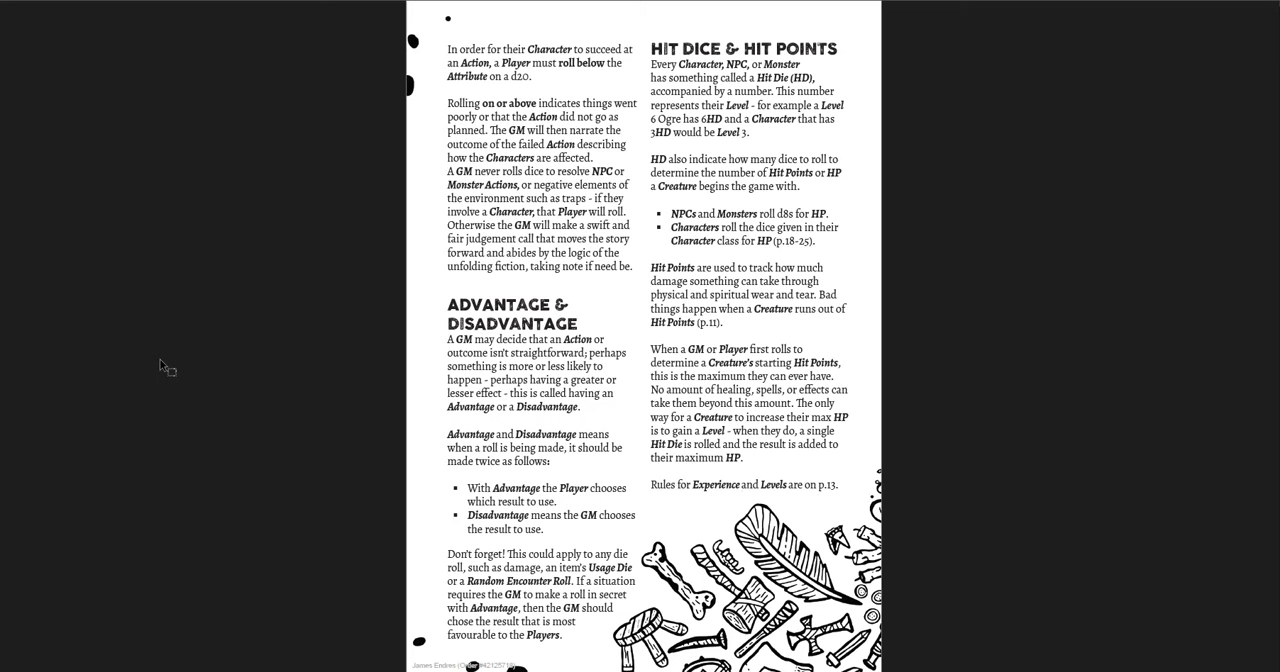 In order for their Character to succeed at
an Action, a Player must roll below the
Attribute on a d20.
Rolling on or above indicates things went
poorly or that the Action did not go as
planned. The GM will then narrate the
outcome of the failed Action describing
how the Characters are affected.
A GM never rolls dice to resolve NPC or
Monster Actions, or negative elements of
the environment such as traps - if they
involve a Character, that Player will roll.
Otherwise the GM will make a swift and
fair judgement call that moves the story
forward and abides by the logic of the
unfolding fiction, taking note if need be.
ADVANTAGE &
DISADVANTAGE
A GM may decide that an Action or
outcome isn't straightforward; perhaps
something is more or less likely to
happen - perhaps having a greater or
lesser effect - this is called having an
Advantage or a Disadvantage.
Advantage and Disadvantage means
when a roll is being made, it should be
made twice as follows:
▪ With Advantage the Player chooses
which result to use.
▪ Disadvantage means the GM chooses
the result to use.
Don't forget! This could apply to any die
roll, such as damage, an item's Usage Die
or a Random Encounter Roll. If a situation
requires the GM to make a roll in secret
with Advantage, then the GM should
chose the result that is most
favourable to the Players.
HIT DICE & HIT POINTS
Every Character, NPC, or Monster
has something called a Hit Die (HD),
accompanied by a number. This number
represents their Level - for example a Level
6 Ogre has 6HD and a Character that has
3HD would be Level 3.
HD also indicate how many dice to roll to
determine the number of Hit Points or HP
a Creature begins the game with.
▪ NPCs and Monsters roll d8s for HP.
▪ Characters roll the dice given in their
Character class for HP (p.18-25).
Hit Points are used to track how much
damage something can take through
physical and spiritual wear and tear. Bad
things happen when a Creature runs out of
Hit Points (p.11).
When a GM or Player first rolls to
determine a Creature's starting Hit Points,
this is the maximum they can ever have.
No amount of healing, spells, or effects can
take them beyond this amount. The only
way for a Creature to increase their max HP
is to gain a Level - when they do, a single
Hit Die is rolled and the result is added to
their maximum HP.
Rules for Experience and Levels are on p.13.
James Endres